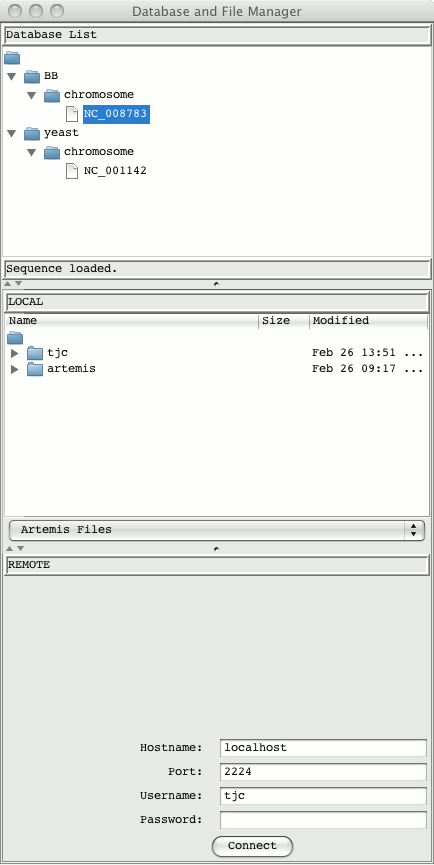 Database and File Manager
Database List
BB
chromosome
NC_008783
yeast
chromosome
NC_001142
Sequence loaded.
LOCAL
Name Size Modified
tjc Feb 26 13:51 ...
artemis Feb 26 09:17 ...
Artemis Files
REMOTE
Hostname: localhost
Port: 2224
Username: tjc
Password:
Connect